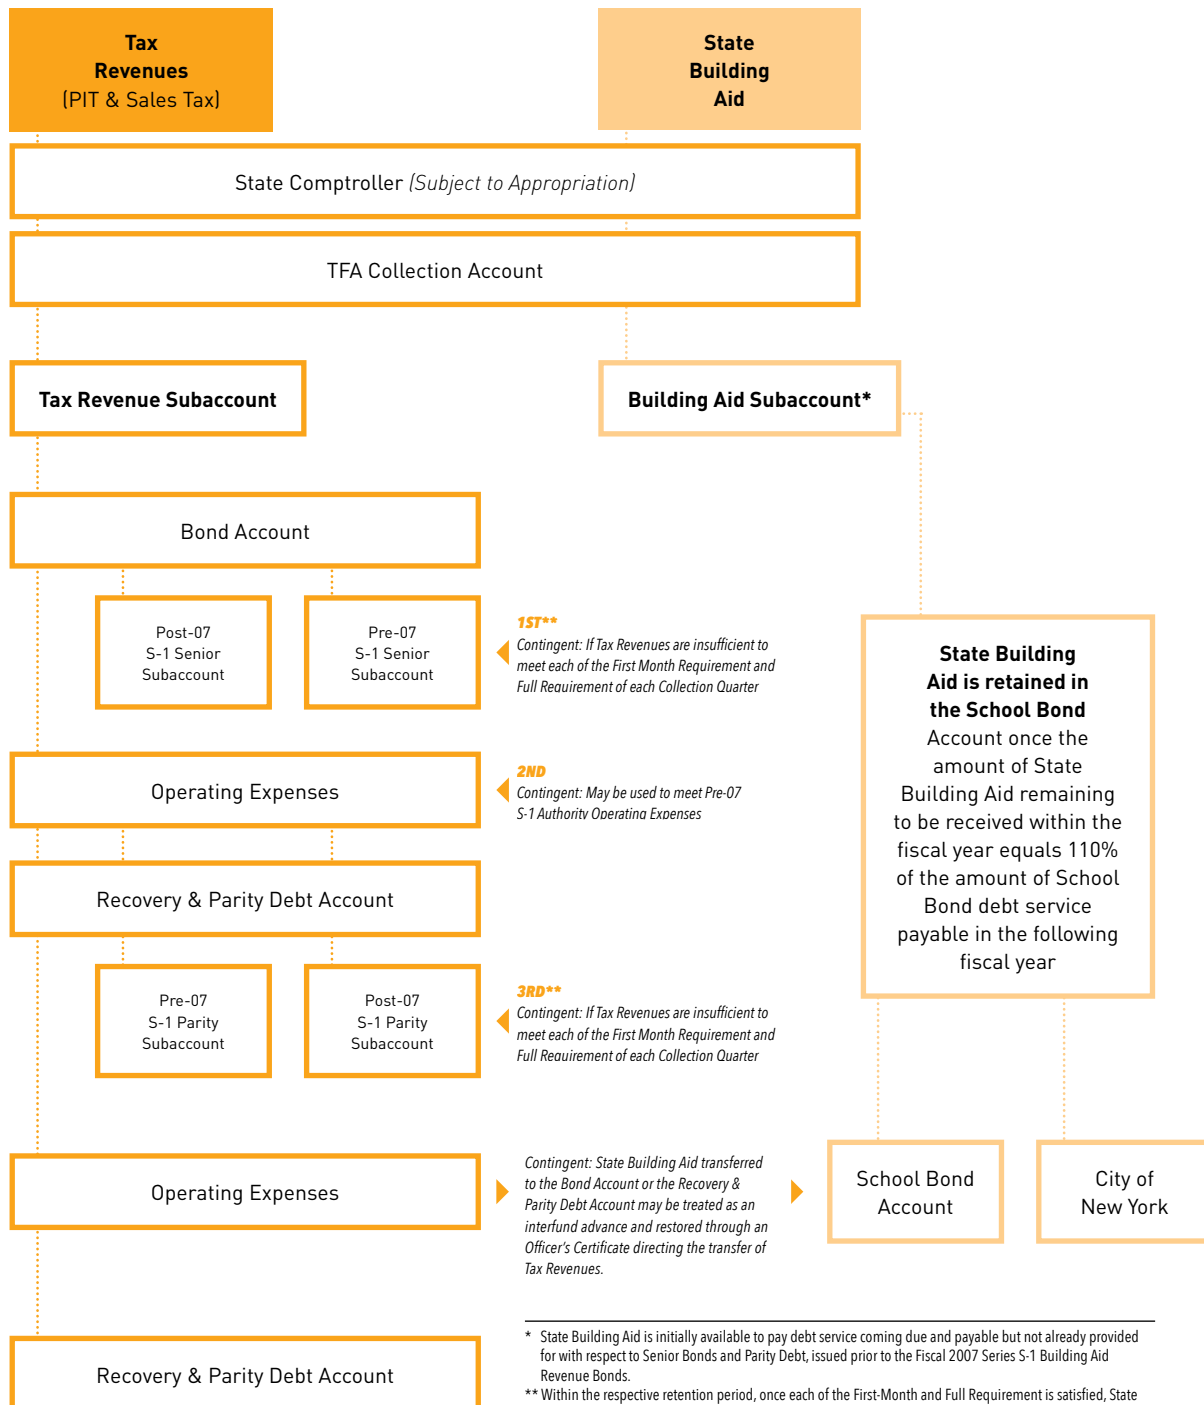 Tax
Revenues
(PIT & Sales Tax)
State
Building
Aid
State Comptroller (Subject to Appropriation)
TFA Collection Account
Tax Revenue Subaccount
Building Aid Subaccount*
Bond Account
Post-07
S-1 Senior
Subaccount
Pre-07
S-1 Senior
Subaccount
1ST**
Contingent: If Tax Revenues are insufficient to
meet each of the First Month Requirement and
Full Requirement of each Collection Quarter
State Building
Aid is retained in
the School Bond
Account once the
amount of State
Building Aid remaining
to be received within the
fiscal year equals 110%
of the amount of School
Bond debt service
payable in the following
fiscal year
Operating Expenses
2ND
Contingent: May be used to meet Pre-07
S-1 Authority Operating Expenses
Recovery & Parity Debt Account
Pre-07
S-1 Parity
Subaccount
Post-07
S-1 Parity
Subaccount
3RD**
Contingent: If Tax Revenues are insufficient to
meet each of the First Month Requirement and
Full Requirement of each Collection Quarter
Operating Expenses
Contingent: State Building Aid transferred
to the Bond Account or the Recovery &
Parity Debt Account may be treated as an
interfund advance and restored through an
Officer's Certificate directing the transfer of
Tax Revenues.
School Bond
Account
City of
New York
Recovery & Parity Debt Account
* State Building Aid is initially available to pay debt service coming due and payable but not already provided
for with respect to Senior Bonds and Parity Debt, issued prior to the Fiscal 2007 Series S-1 Building Aid
Revenue Bonds.
** Within the respective retention period, once each of the First-Month and Full Requirement is satisfied, State